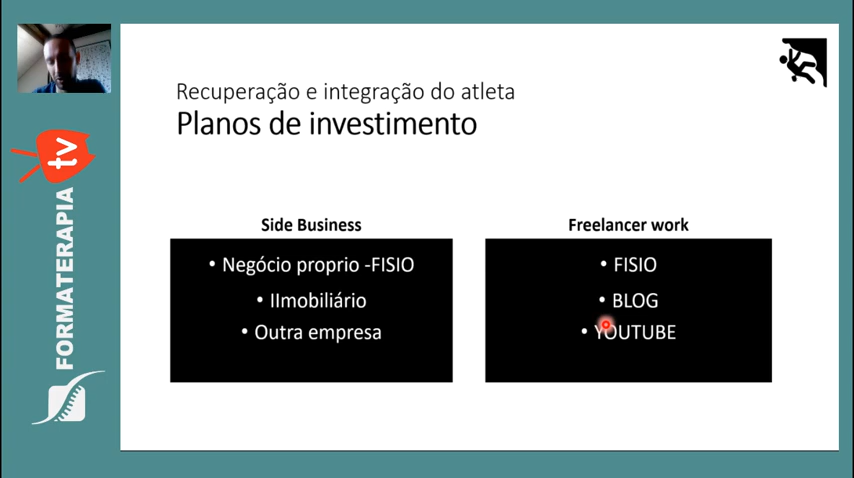 Recuperação e integração do atleta
Planos de investimento
tv
FORMATERAPIA
Side Business
• Negócio proprio -FISIO
• IImobiliário
• Outra empresa
Freelancer work
• FISIO
• BLOG
• YOUTUBE